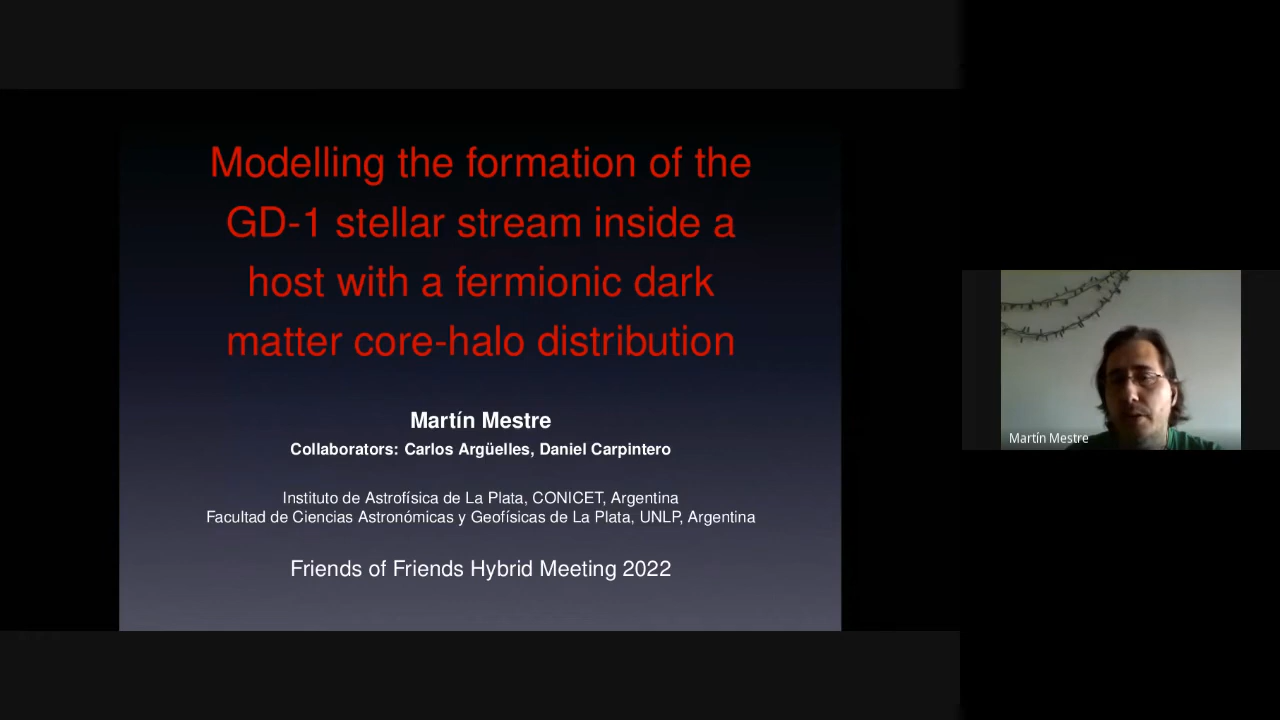 Modelling the formation of the
GD-1 stellar stream inside a
host with a fermionic dark
matter core-halo distribution
Martín Mestre
Collaborators: Carlos Argüelles, Daniel Carpintero
Instituto de Astrofísica de La Plata, CONICET, Argentina
Facultad de Ciencias Astronómicas y Geofísicas de La Plata, UNLP, Argentina
Friends of Friends Hybrid Meeting 2022
Martín Mestre